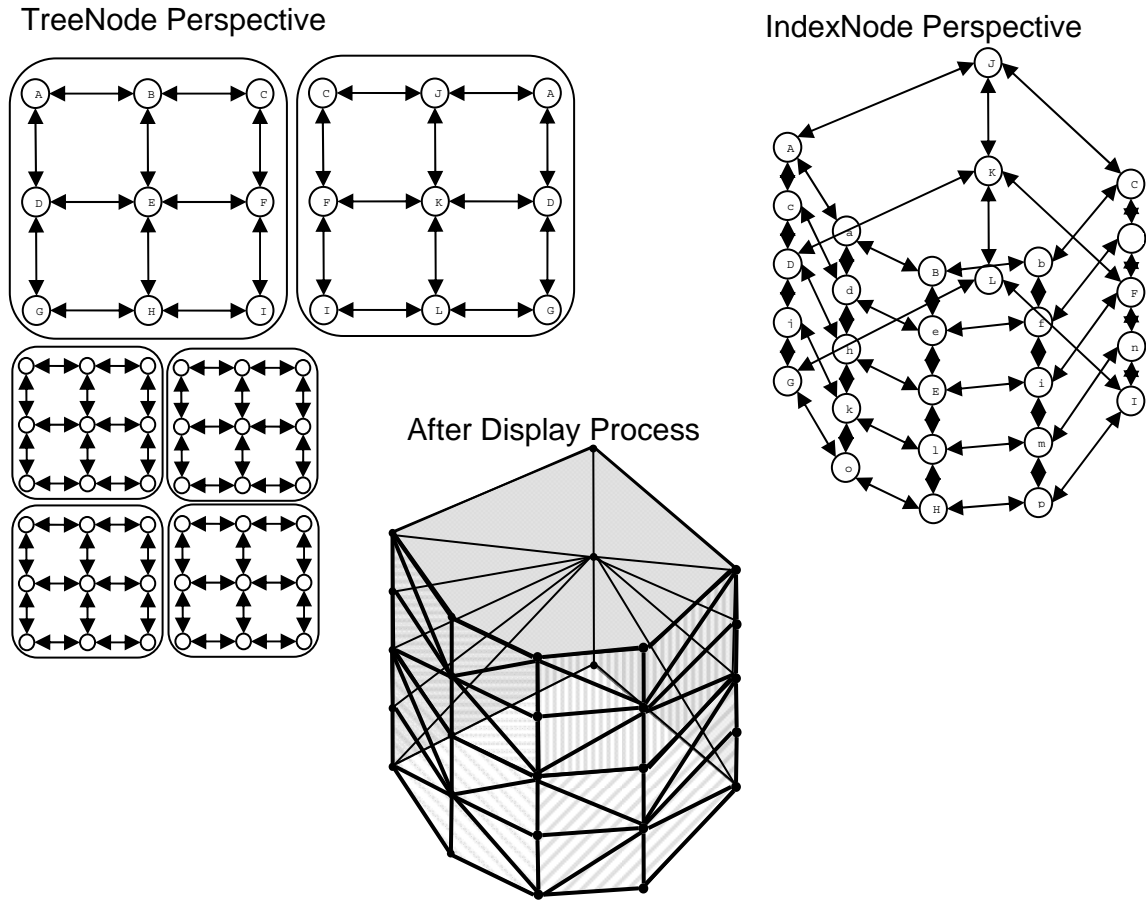 TreeNode Perspective
IndexNode Perspective
A B C
D E F
G H I
C J A
F K D
I L G
J
A
K
C
c
a
D
B
b
L
F
d
j
e
f
n
h
G
E
i
I
k
l
m
o
H
p
After Display Process